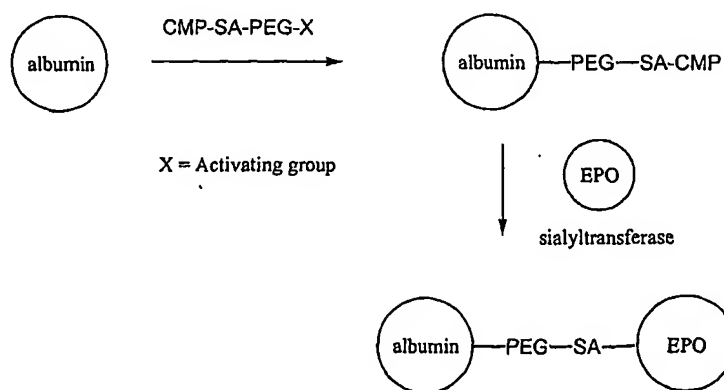 CMP-SA-PEG-X
albumin
albumin—PEG—SA-CMP
X = Activating group
EPO
sialyltransferase
albumin—PEG—SA—EPO